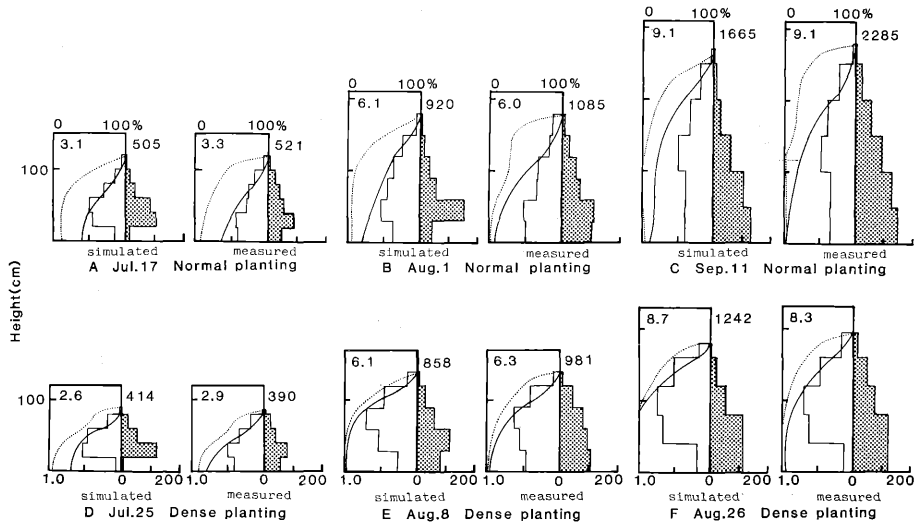 0 100% 0 100%
9.1 1665 9.1 2285
0 100% 0 100%
6.1 920 6.0 1085
0 100% 0 100%
3.1 505 3.3 521
100
simulated measured
A Jul.17 Normal planting
simulated measured
B Aug.1 Normal planting
simulated measured
C Sep.11 Normal planting
Height(cm)
8.7 1242 8.3
6.1 858 6.3 981
2.6 414 2.9 390
100
1.0 0 200 1.0 0 200
simulated measured
D Jul.25 Dense planting
1.0 0 200 1.0 0 200
simulated measured
E Aug.8 Dense planting
1.0 0 200 1.0 0 200
simulated measured
F Aug.26 Dense planting